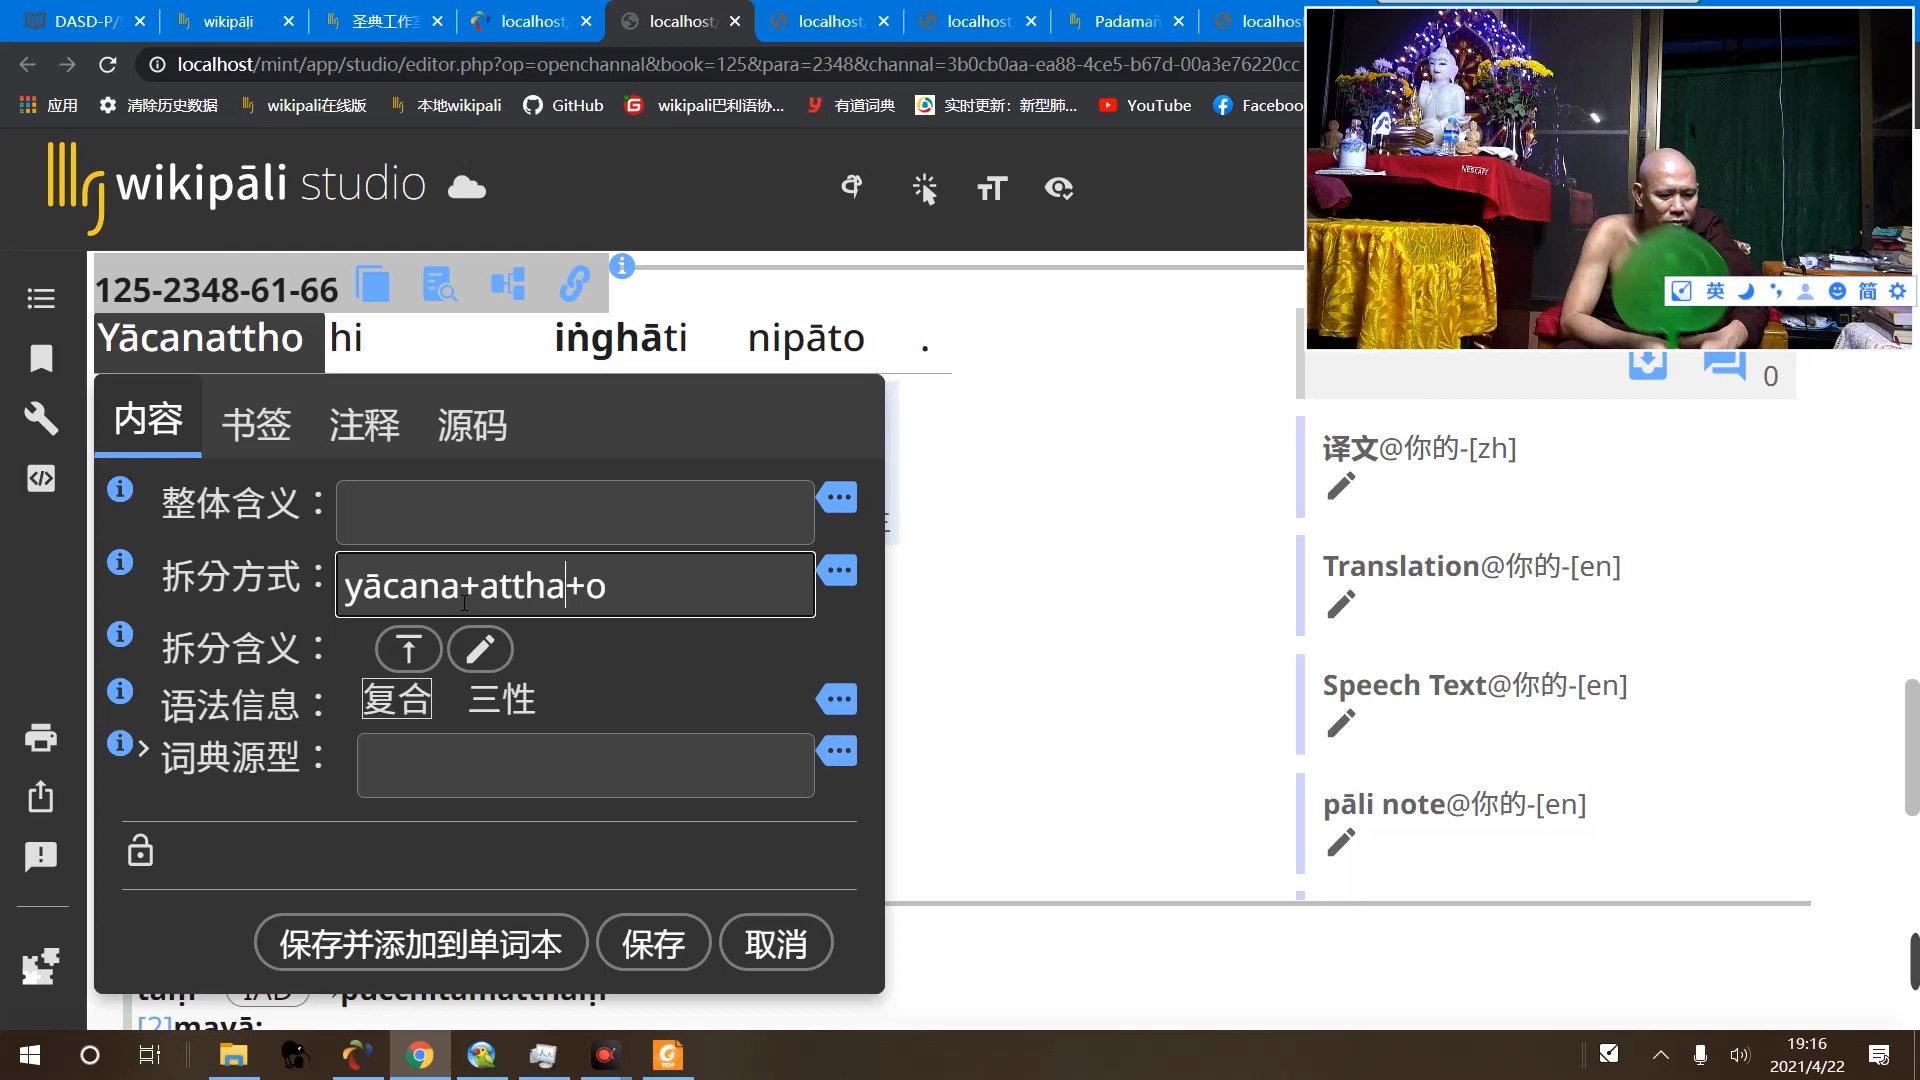 DASD-P/
wikipāḷi
圣典工作
localhost
localhost
localhost
localhost
Padamañ
localhost
localhost/mint/app/studio/editor.php?op=openchannal&book=125&para=2348&channal=3b0cb0aa-ea88-4ce5-b67d-00a3e76220cc
应用
清除历史数据
wikipali在线版
本地wikipali
GitHub
wikipali巴利语协...
有道词典
实时更新：新型肺...
YouTube
Faceboo
wikipāli studio
NESCAFÉ
英
简
125-2348-61-66
Yācanattho hi iṅghāti nipāto .
0
内容 书签 注释 源码
整体含义：
拆分方式：
yācana+attha+o
拆分含义：
语法信息：
复合 三性
词典源型：
保存并添加到单词本
保存
取消
译文@你的-[zh]
Translation@你的-[en]
Speech Text@你的-[en]
pāli note@你的-[en]
[2]mayā:
19:16
2021/4/22